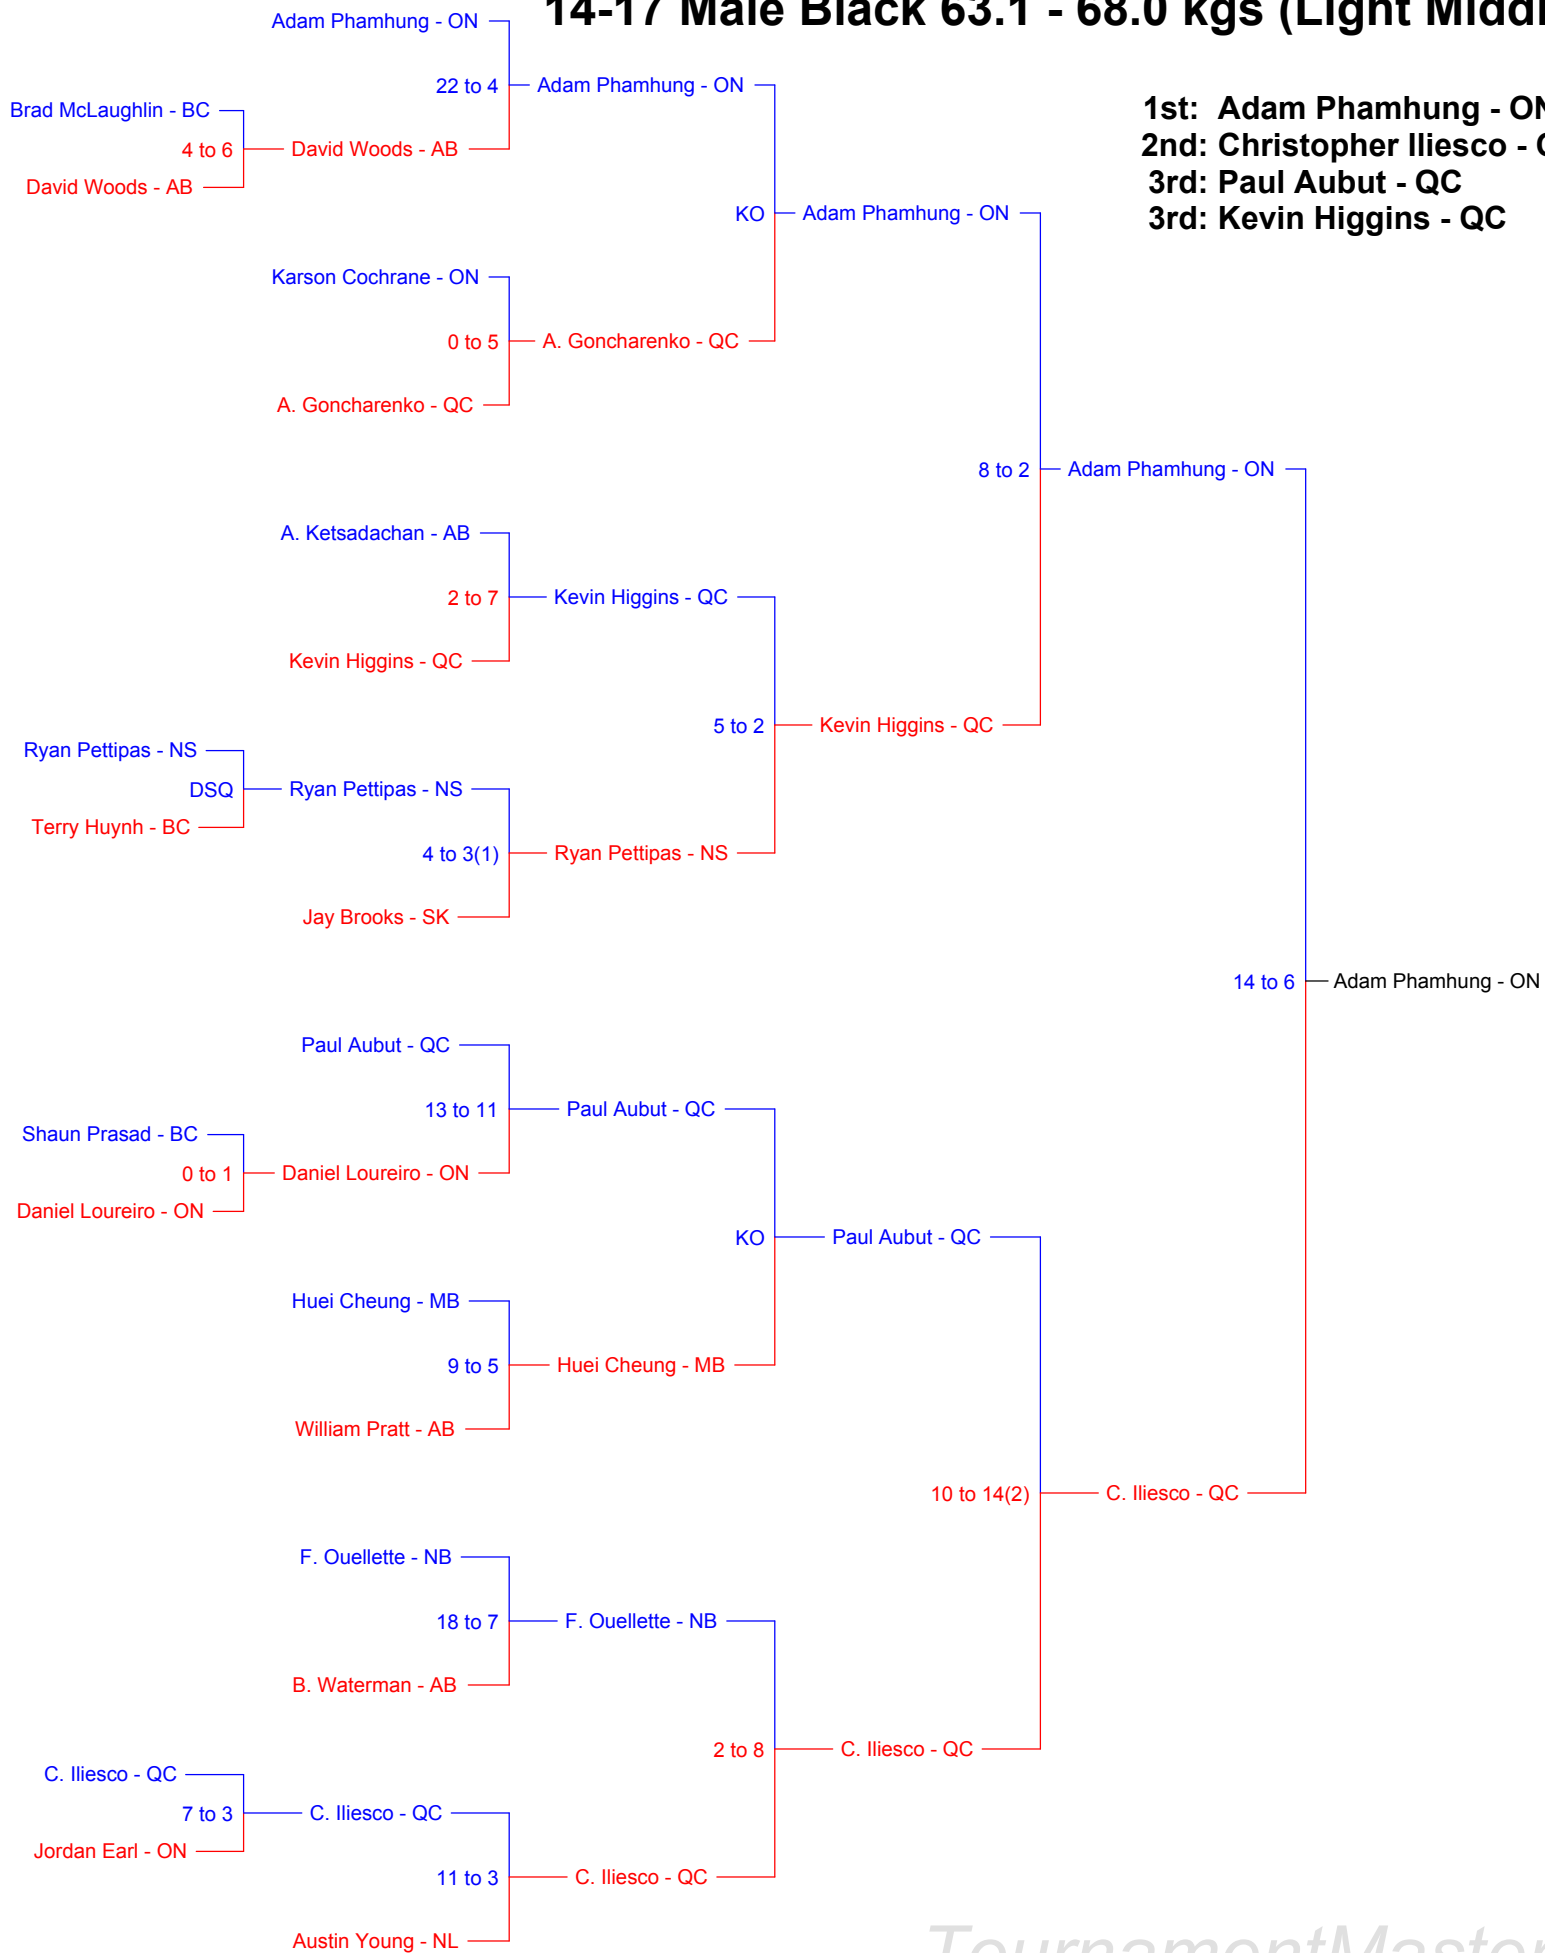 14-17 Male Black 63.1 - 68.0 kgs (Light
Adam Phamhung - ON
22 to 4
Adam Phamhung - ON
Brad McLaughlin - BC
4 to 6
David Woods - AB
David Woods - AB
1st: Adam Phamhung - ON
2nd: Christopher Iliesco -
3rd: Paul Aubut - QC
3rd: Kevin Higgins - QC
KO
Adam Phamhung - ON
Karson Cochrane - ON
0 to 5
A. Goncharenko - QC
A. Goncharenko - QC
8 to 2
Adam Phamhung - ON
A. Ketsadachan - AB
2 to 7
Kevin Higgins - QC
Kevin Higgins - QC
5 to 2
Kevin Higgins - QC
Ryan Pettipas - NS
DSQ
Ryan Pettipas - NS
Terry Huynh - BC
4 to 3(1)
Ryan Pettipas - NS
Jay Brooks - SK
14 to 6
Adam Phamhung - ON
Paul Aubut - QC
13 to 11
Paul Aubut - QC
Shaun Prasad - BC
0 to 1
Daniel Loureiro - ON
Daniel Loureiro - ON
KO
Paul Aubut - QC
Huei Cheung - MB
9 to 5
Huei Cheung - MB
William Pratt - AB
10 to 14(2)
C. Iliesco - QC
F. Ouellette - NB
18 to 7
F. Ouellette - NB
B. Waterman - AB
2 to 8
C. Iliesco - QC
C. Iliesco - QC
7 to 3
C. Iliesco - QC
Jordan Earl - ON
11 to 3
C. Iliesco - QC
Austin Young - NL
TournamentMaster